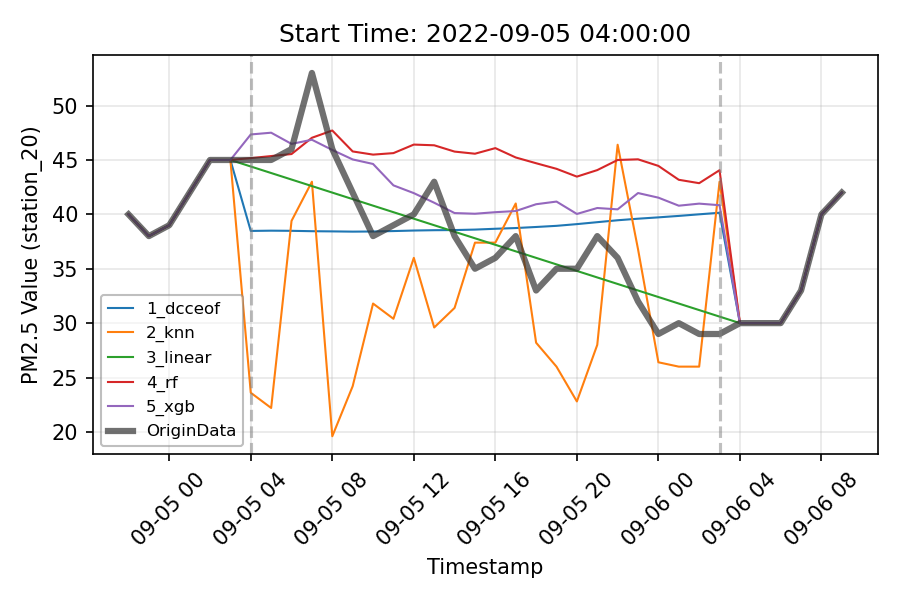 Start Time: 2022-09-05 04:00:00
PM2.5 Value (station_20)
50
45
40
35
30
25
20
1_dcceof
2_knn
3_linear
4_rf
5_xgb
OriginData
09-05 00
09-05 04
09-05 08
09-05 12
09-05 16
09-05 20
09-06 00
09-06 04
09-06 08
Timestamp